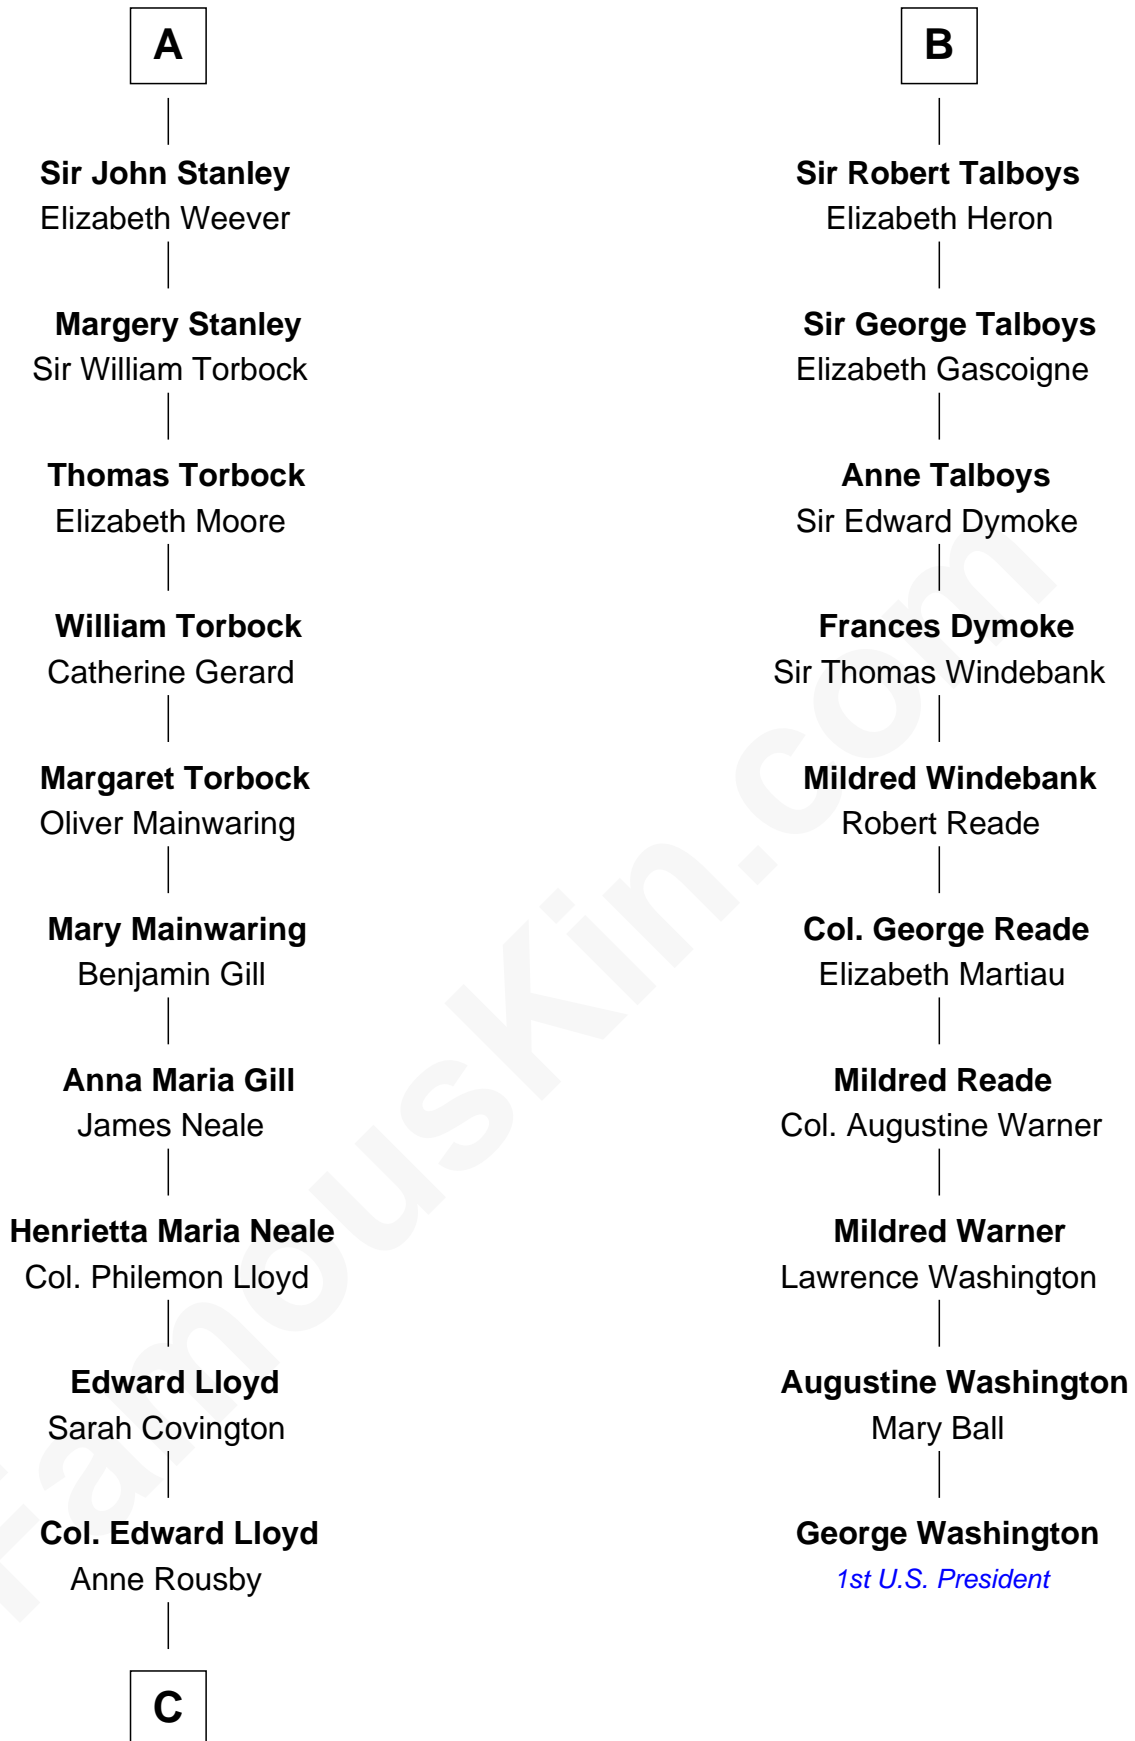 A
Sir John Stanley
Elizabeth Weever
Margery Stanley
Sir William Torbock
Thomas Torbock
Elizabeth Moore
William Torbock
Catherine Gerard
Margaret Torbock
Oliver Mainwaring
Mary Mainwaring
Benjamin Gill
Anna Maria Gill
James Neale
Henrietta Maria Neale
Col. Philemon Lloyd
Edward Lloyd
Sarah Covington
Col. Edward Lloyd
Anne Rousby
C
B
Sir Robert Talboys
Elizabeth Heron
Sir George Talboys
Elizabeth Gascoigne
Anne Talboys
Sir Edward Dymoke
Frances Dymoke
Sir Thomas Windebank
Mildred Windebank
Robert Reade
Col. George Reade
Elizabeth Martiau
Mildred Reade
Col. Augustine Warner
Mildred Warner
Lawrence Washington
Augustine Washington
Mary Ball
George Washington
1st U.S. President
FamousKin.com